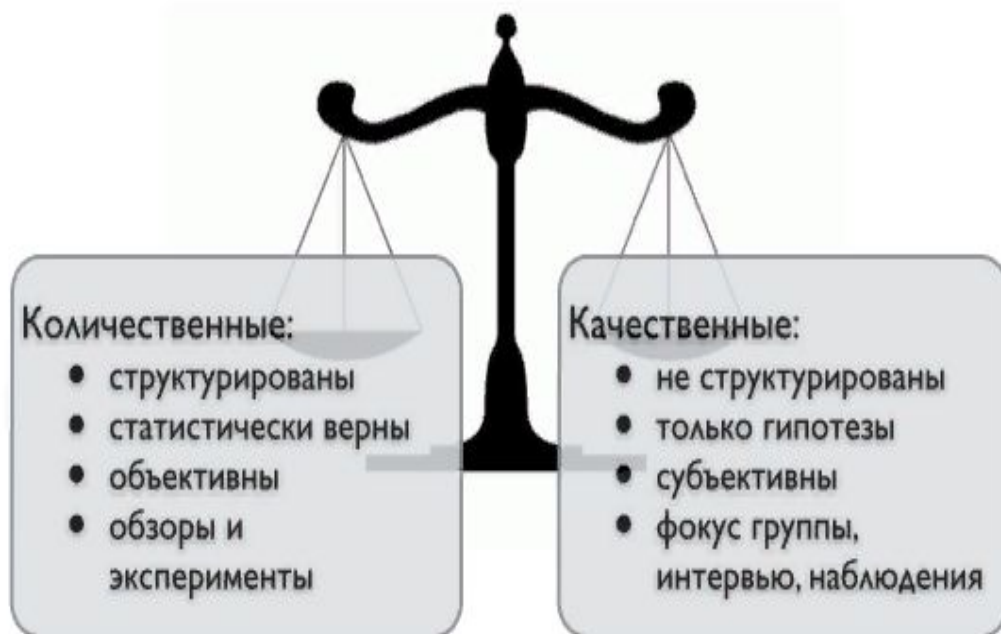 Количественные:
• структурированы
• статистически верны
• объективны
• обзоры и
эксперименты
Качественные:
• не структурированы
• только гипотезы
• субъективны
• фокус группы,
интервью, наблюдения